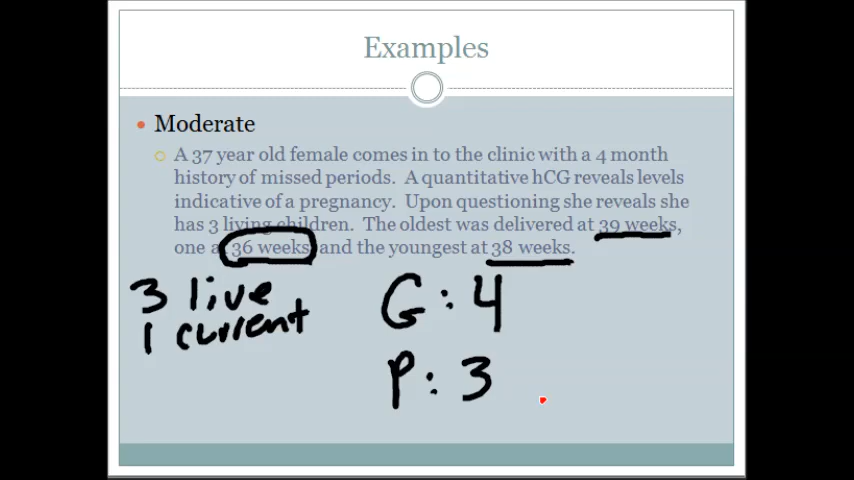 Examples
Moderate
A 37 year old female comes in to the clinic with a 4 month
history of missed periods. A quantitative hCG reveals levels
indicative of a pregnancy. Upon questioning she reveals she
has 3 living children. The oldest was delivered at 39 weeks,
one at 36 weeks and the youngest at 38 weeks.
3 live
1 current
G: 4
P: 3